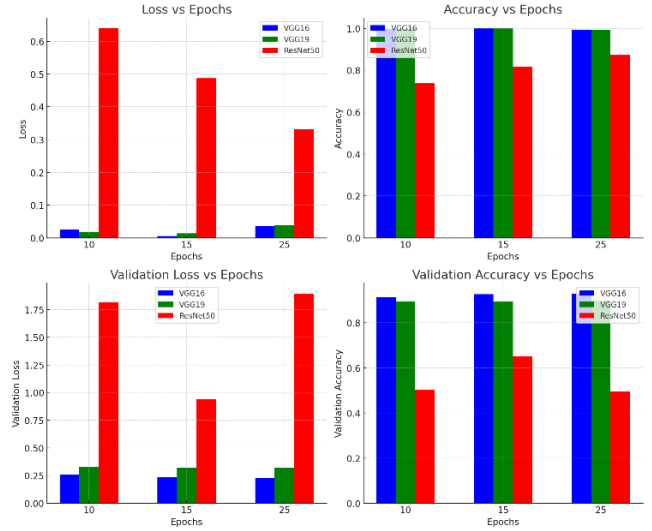 Loss vs Epochs
VGG16
VGG19
ResNet50
0.6
0.5
0.4
0.3
0.2
0.1
0.0
Loss
10
15
25
Epochs
Accuracy vs Epochs
VGG16
VGG19
ResNet50
1.0
0.8
0.6
0.4
0.2
0.0
Accuracy
10
15
25
Epochs
Validation Loss vs Epochs
VGG16
VGG19
ResNet50
1.75
1.50
1.25
1.00
0.75
0.50
0.25
0.00
Validation Loss
10
15
25
Epochs
Validation Accuracy vs Epochs
VGG16
VGG19
ResNet50
0.8
0.6
0.4
0.2
0.0
Validation Accuracy
10
15
25
Epochs